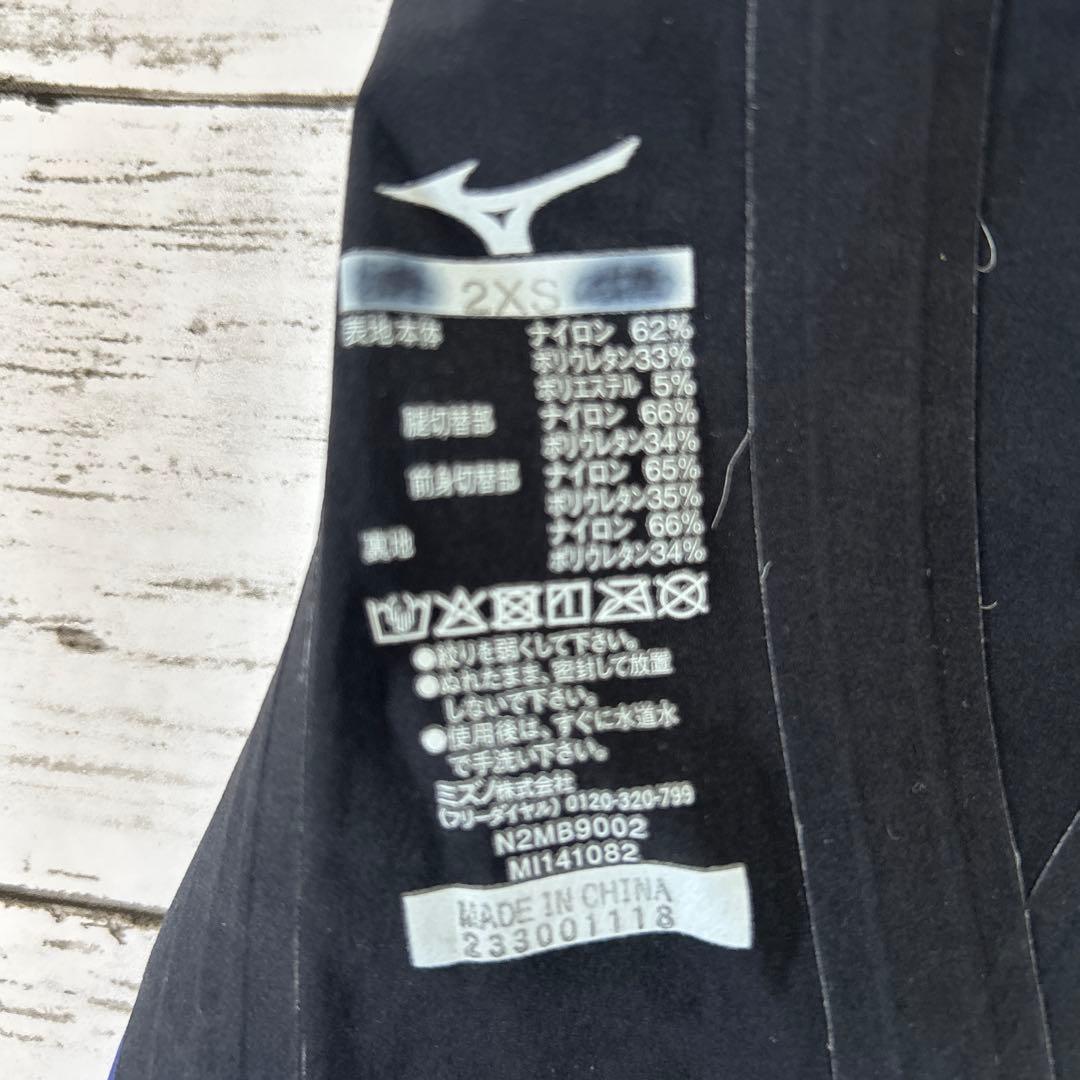 2XS
表地本体 ナイロン 62%
ポリウレタン33%
ポリエステル 5%
腰切替部 ナイロン 66%
ポリウレタン34%
前身切替部 ナイロン 65%
ポリウレタン35%
裏地 ナイロン 66%
ポリウレタン34%
●絞りを弱くして下さい。
●ぬれたまま、密封して放置
しないで下さい。
●使用後は、すぐに水道水
で手洗い下さい。
ミズノ株式会社
(フリーダイヤル) 0120-320-799
N2MB9002
MI141082
MADE IN CHINA
233001118